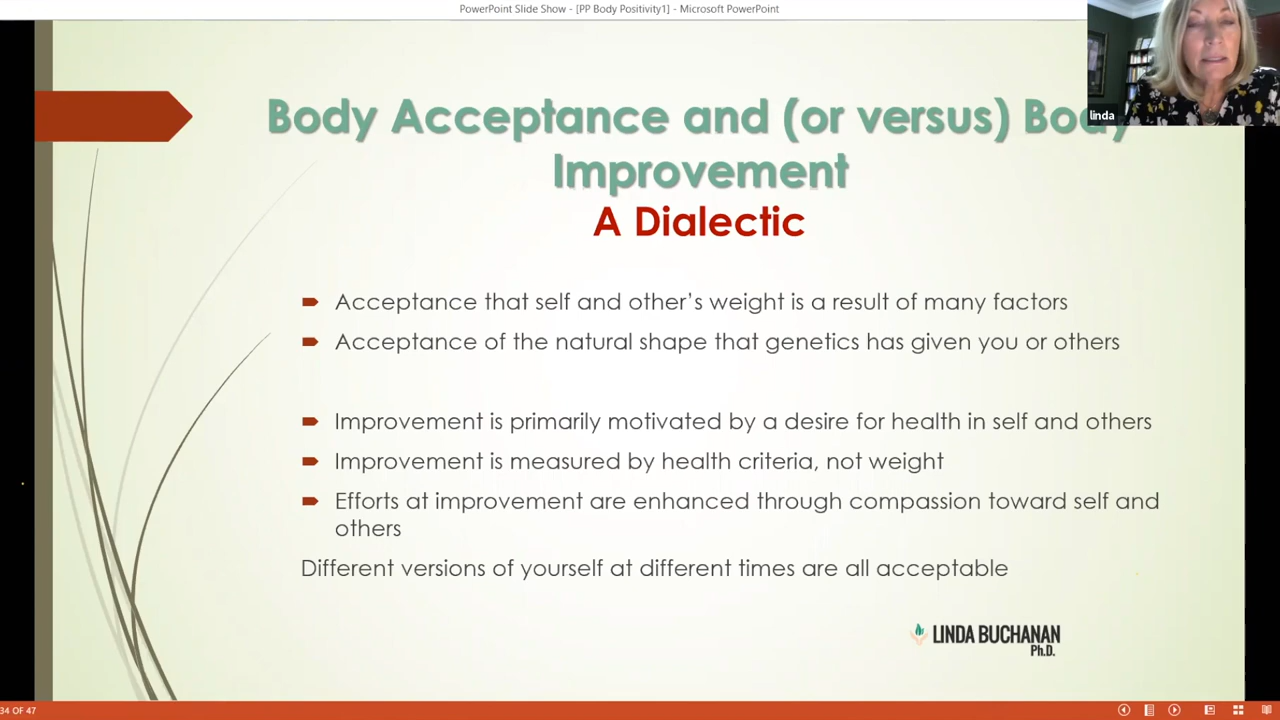 PowerPoint Slide Show - [PP Body Positivity1] - Microsoft PowerPoint
linda
Body Acceptance and (or versus) Body
Improvement
A Dialectic
Acceptance that self and other's weight is a result of many factors
Acceptance of the natural shape that genetics has given you or others
Improvement is primarily motivated by a desire for health in self and others
Improvement is measured by health criteria, not weight
Efforts at improvement are enhanced through compassion toward self and
others
Different versions of yourself at different times are all acceptable
LINDA BUCHANAN
Ph.D.
34 OF 47